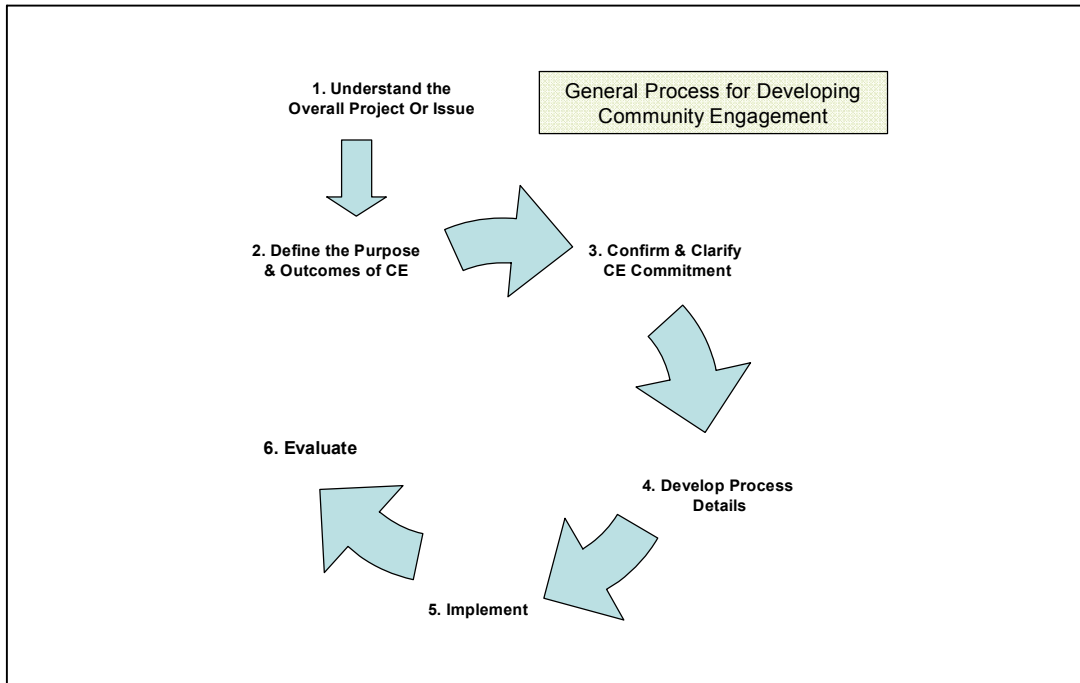 1. Understand the
Overall Project Or Issue
General Process for Developing
Community Engagement
2. Define the Purpose
& Outcomes of CE
3. Confirm & Clarify
CE Commitment
4. Develop Process
Details
5. Implement
6. Evaluate